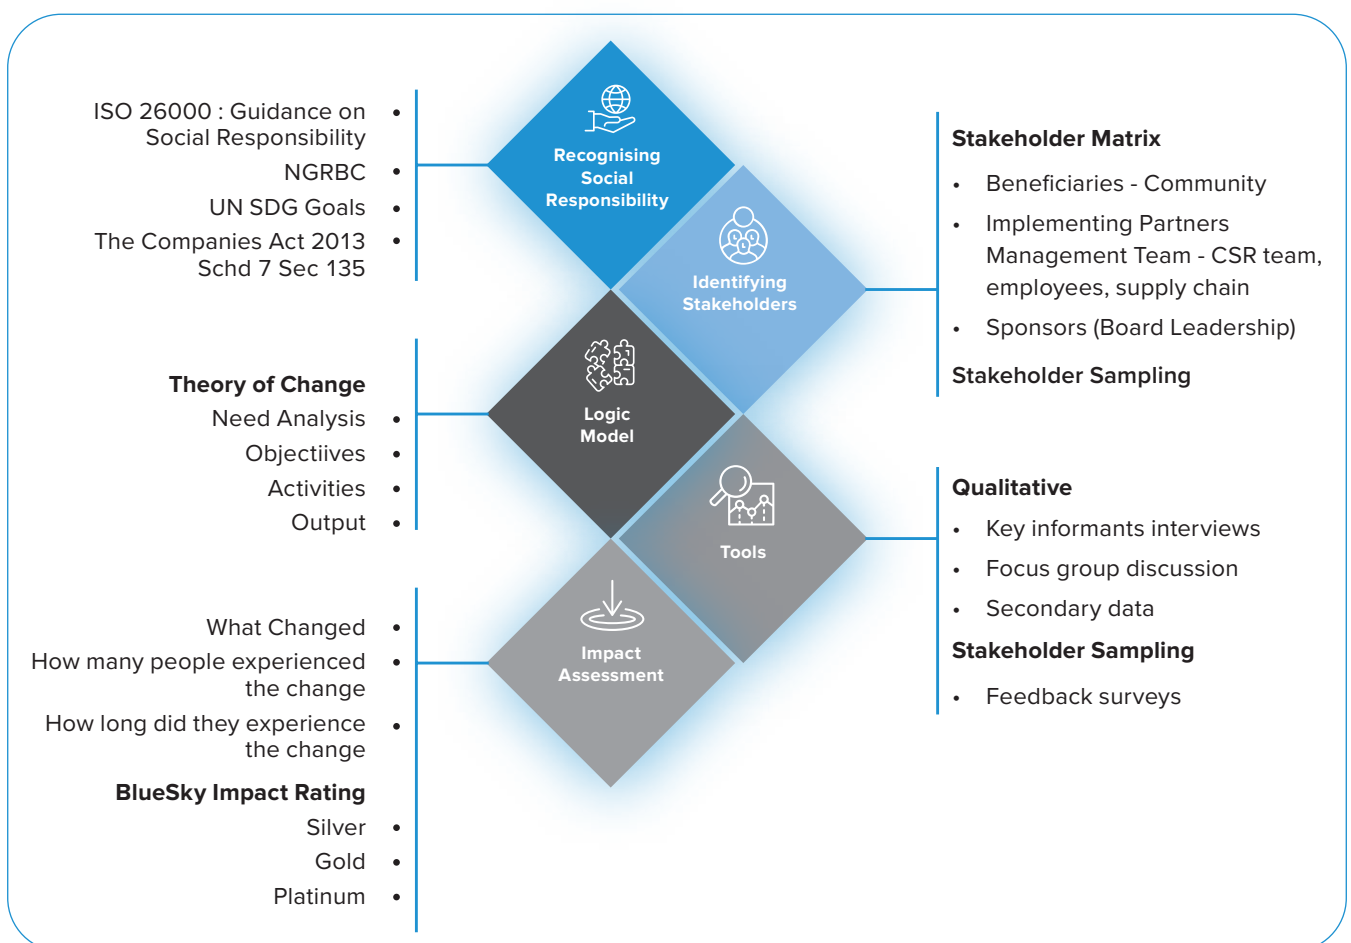 ISO 26000 : Guidance on
Social Responsibility
NGRBC
UN SDG Goals
The Companies Act 2013
Schd 7 Sec 135
Recognising
Social
Responsibility
Identifying
Stakeholders
Stakeholder Matrix
Beneficiaries - Community
Implementing Partners
Management Team - CSR team,
employees, supply chain
Sponsors (Board Leadership)
Stakeholder Sampling
Theory of Change
Need Analysis
Objectiives
Activities
Output
Logic
Model
Tools
Qualitative
Key informants interviews
Focus group discussion
Secondary data
Stakeholder Sampling
Feedback surveys
Impact
Assessment
What Changed
How many people experienced
the change
How long did they experience
the change
BlueSky Impact Rating
Silver
Gold
Platinum